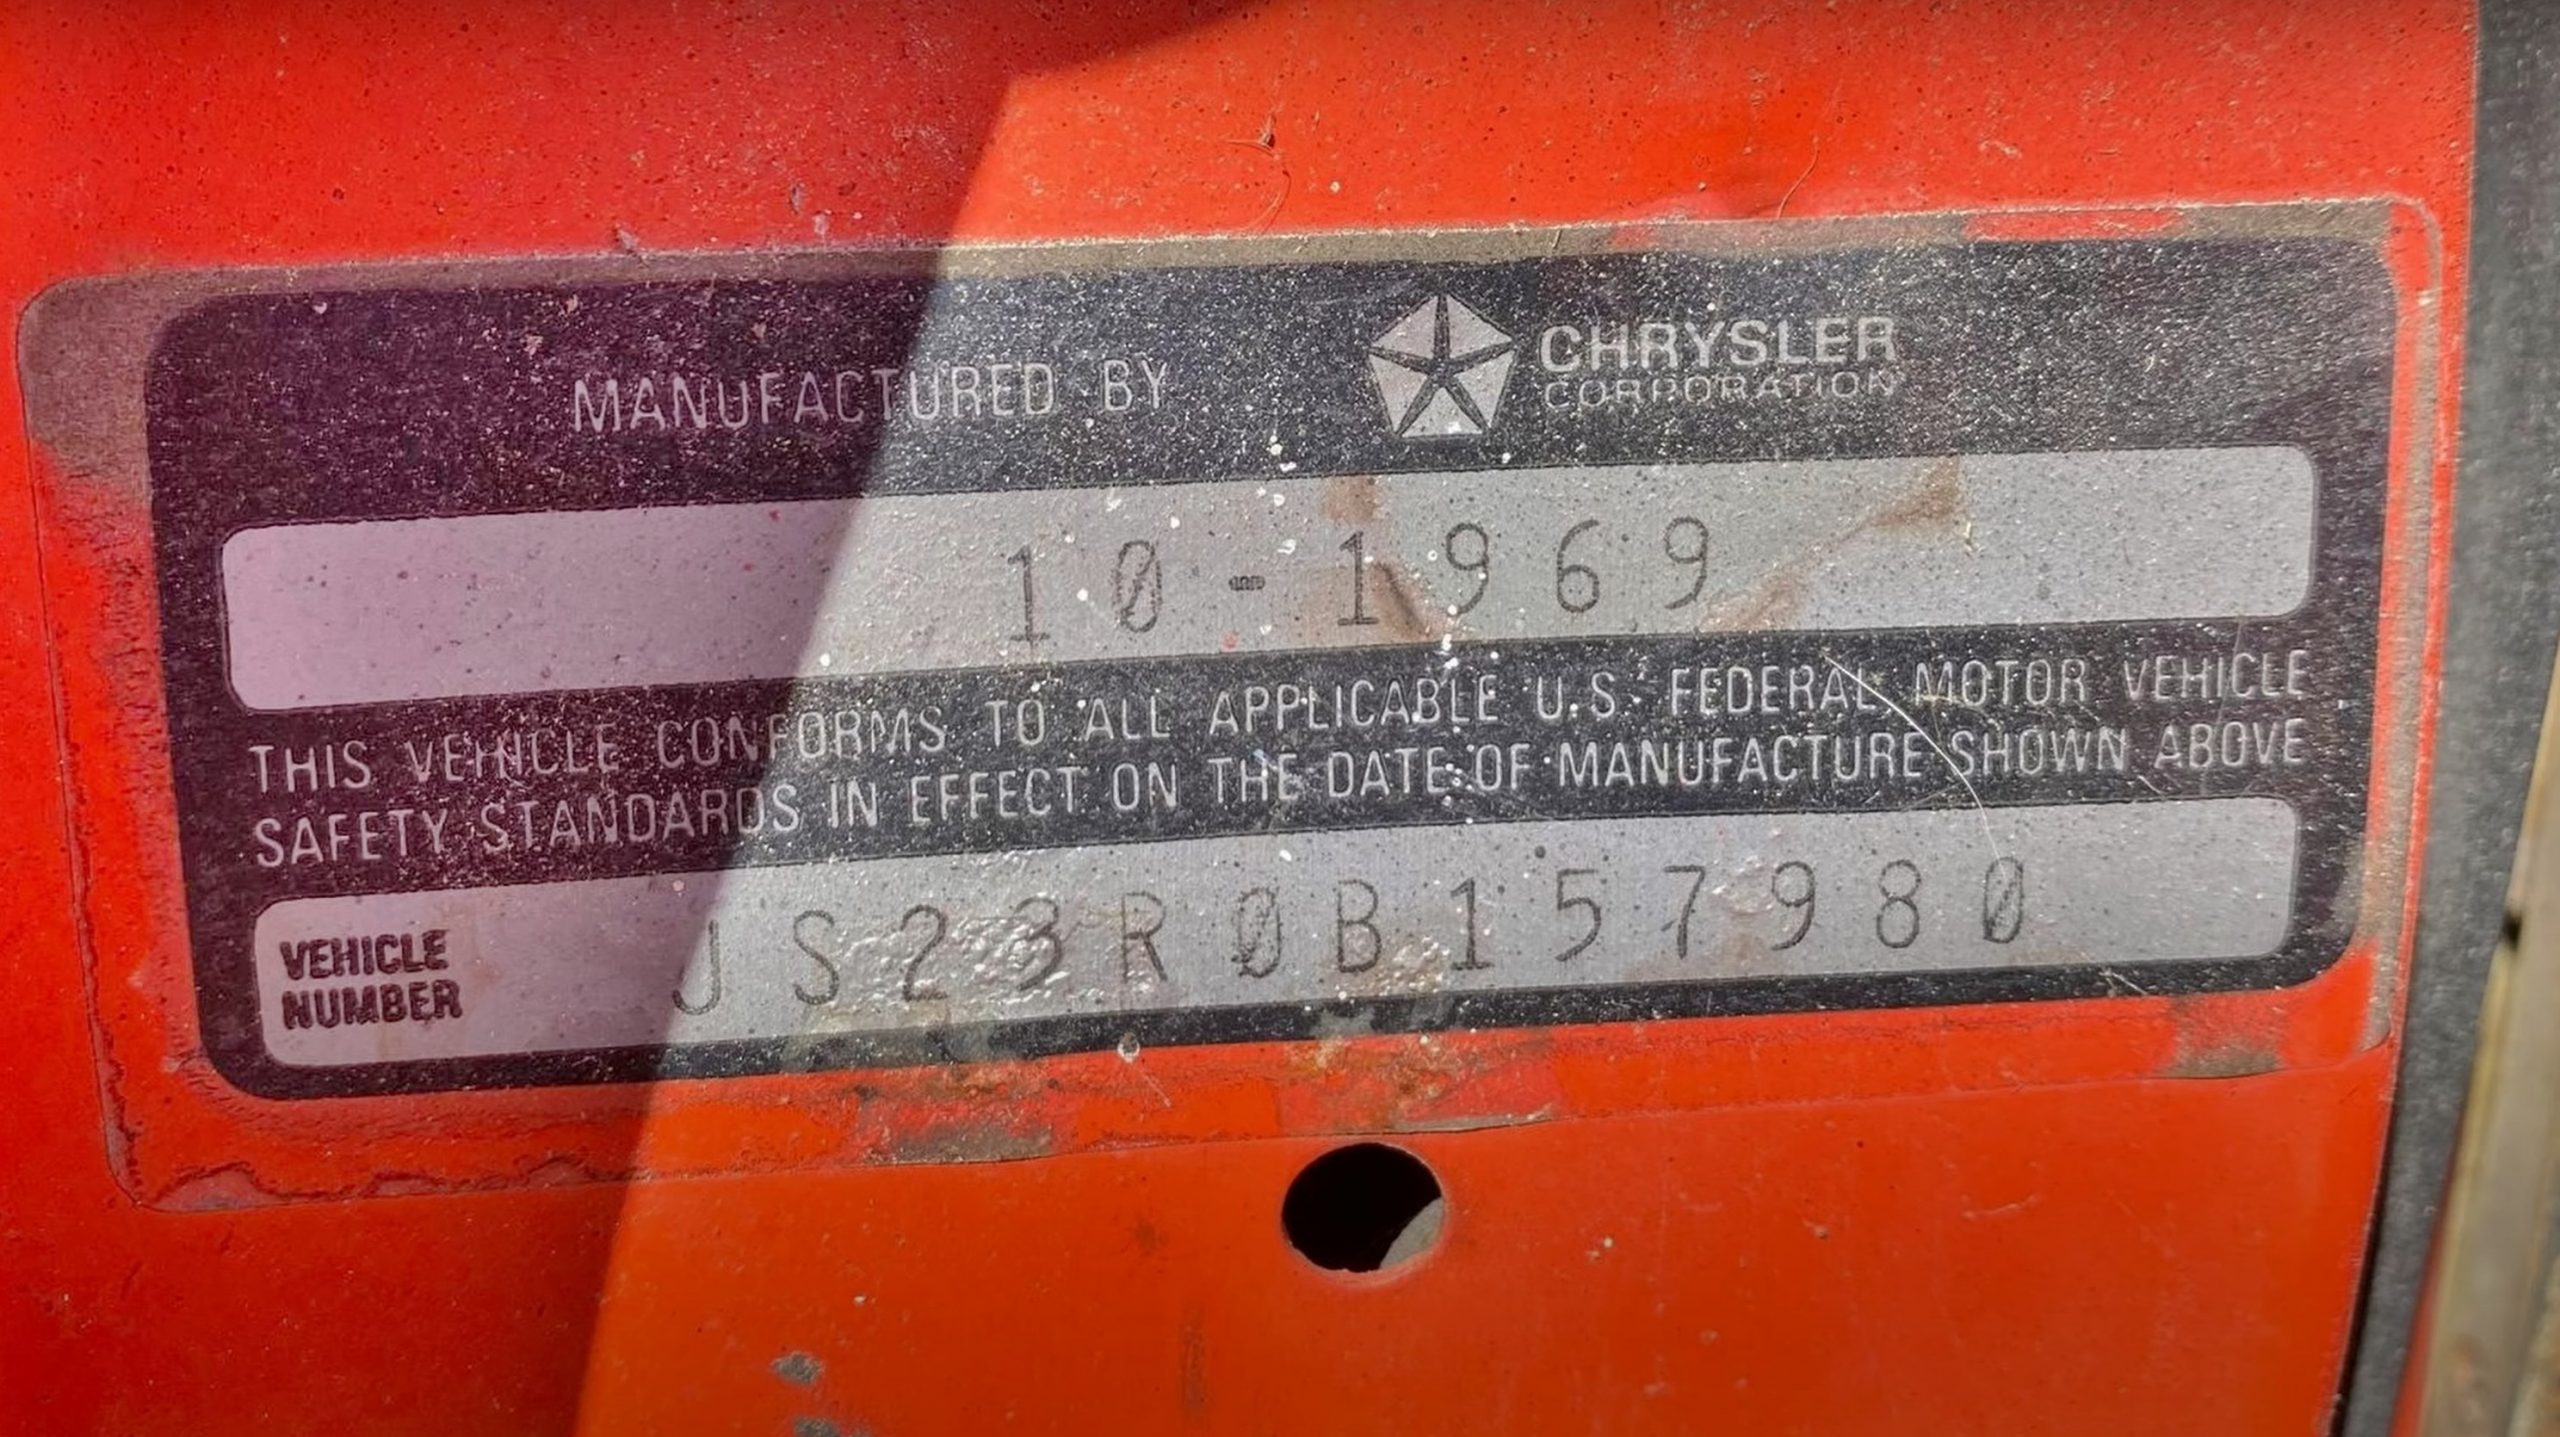 MANUFACTURED BY CHRYSLER
CORPORATION
10-1969
THIS VEHICLE CONFORMS TO ALL APPLICABLE U.S. FEDERAL MOTOR VEHICLE
SAFETY STANDARDS IN EFFECT ON THE DATE OF MANUFACTURE SHOWN ABOVE
VEHICLE
NUMBER
JS23R0B157980